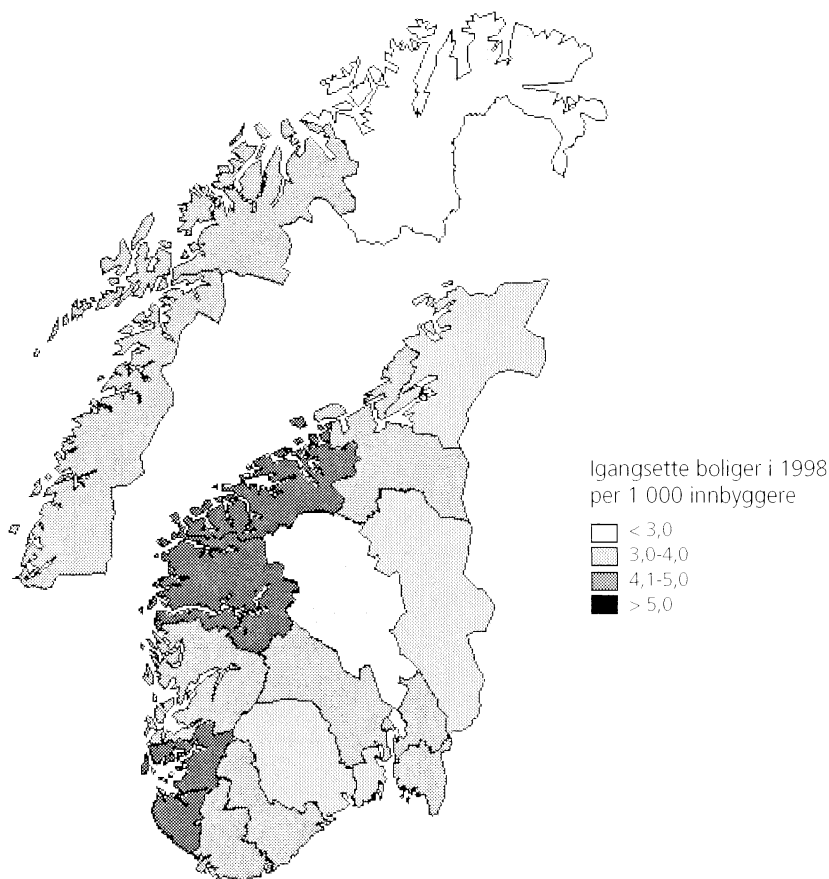 Igangsette boliger i 1998
per 1 000 innbyggere
< 3,0
3,0-4,0
4,1-5,0
> 5,0